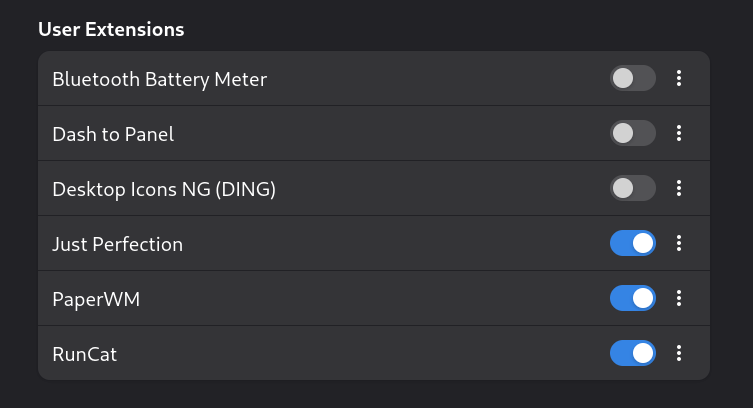 User Extensions
Bluetooth Battery Meter
Dash to Panel
Desktop Icons NG (DING)
Just Perfection
PaperWM
RunCat